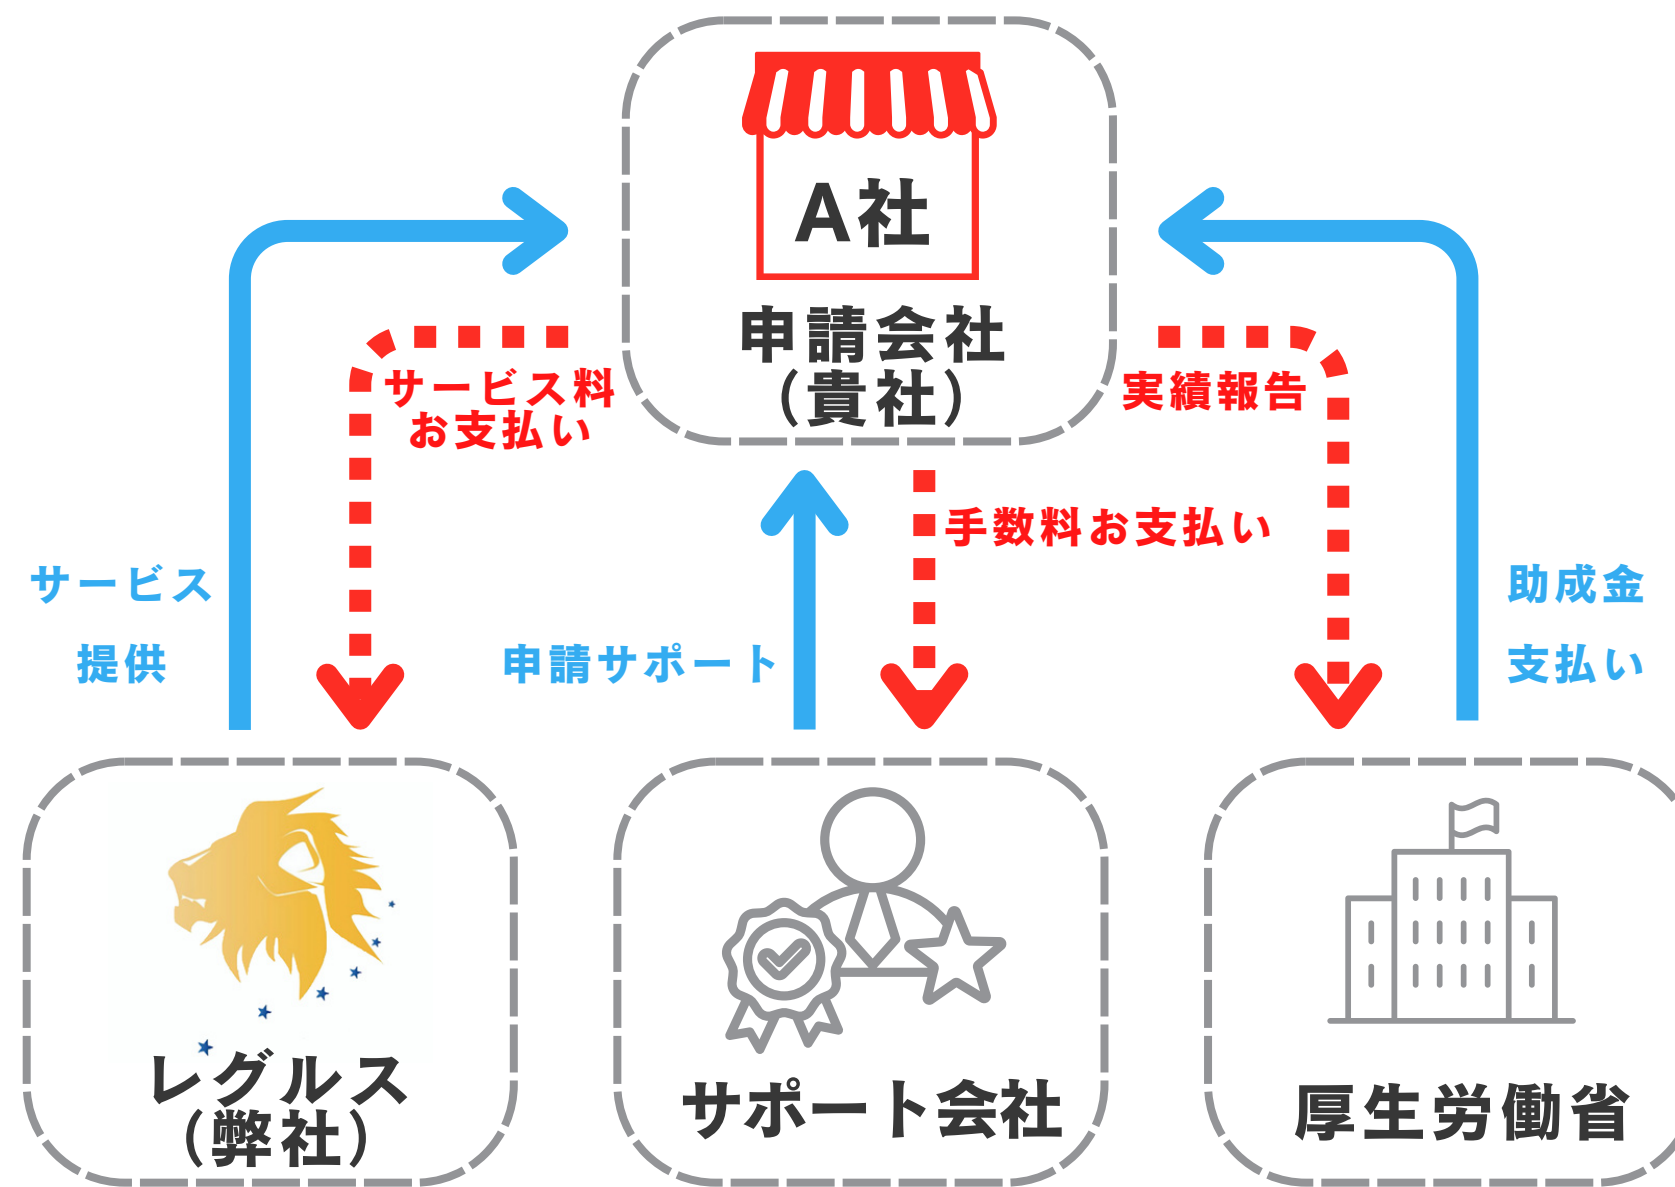 A社
申請会社
(貴社)
サービス料
お支払い
実績報告
手数料お支払い
サービス
提供
申請サポート
助成金
支払い
レグルス
(弊社)
サポート会社
厚生労働省